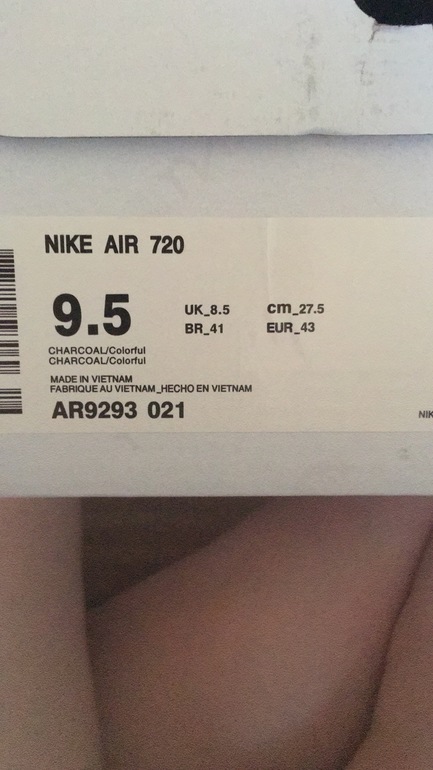 NIKE AIR 720
9.5 UK_8.5 cm_27.5
BR_41 EUR_43
CHARCOAL/Colorful
CHARCOAL/Colorful
MADE IN VIETNAM
FABRIQUE AU VIETNAM_HECHO EN VIETNAM
AR9293 021
NIK